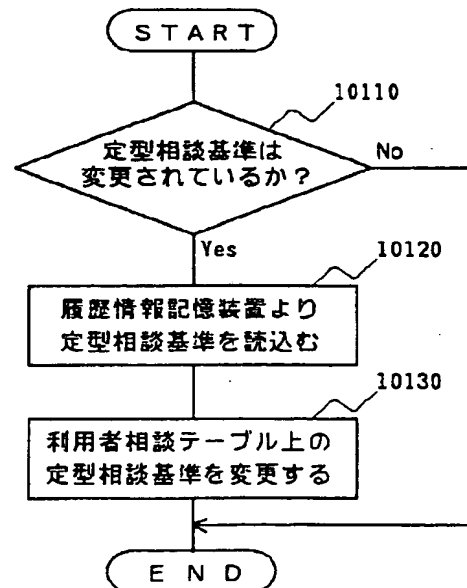 START
10110
定型相談基準は
変更されているか？
No
Yes
10120
履歴情報記憶装置より
定型相談基準を読込む
10130
利用者相談テーブル上の
定型相談基準を変更する
END